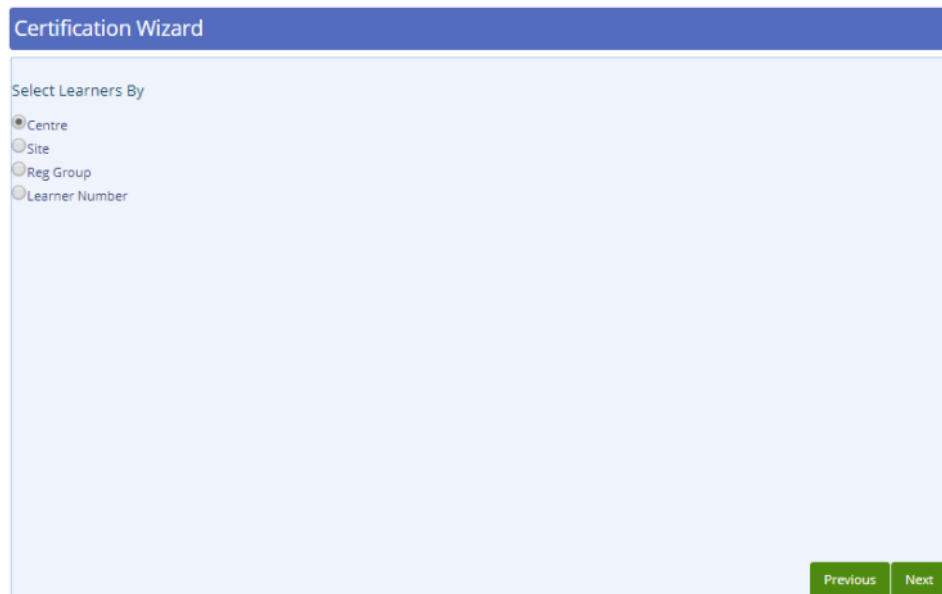 Certification Wizard
Select Learners By
Centre
Site
Reg Group
Learner Number
Previous Next